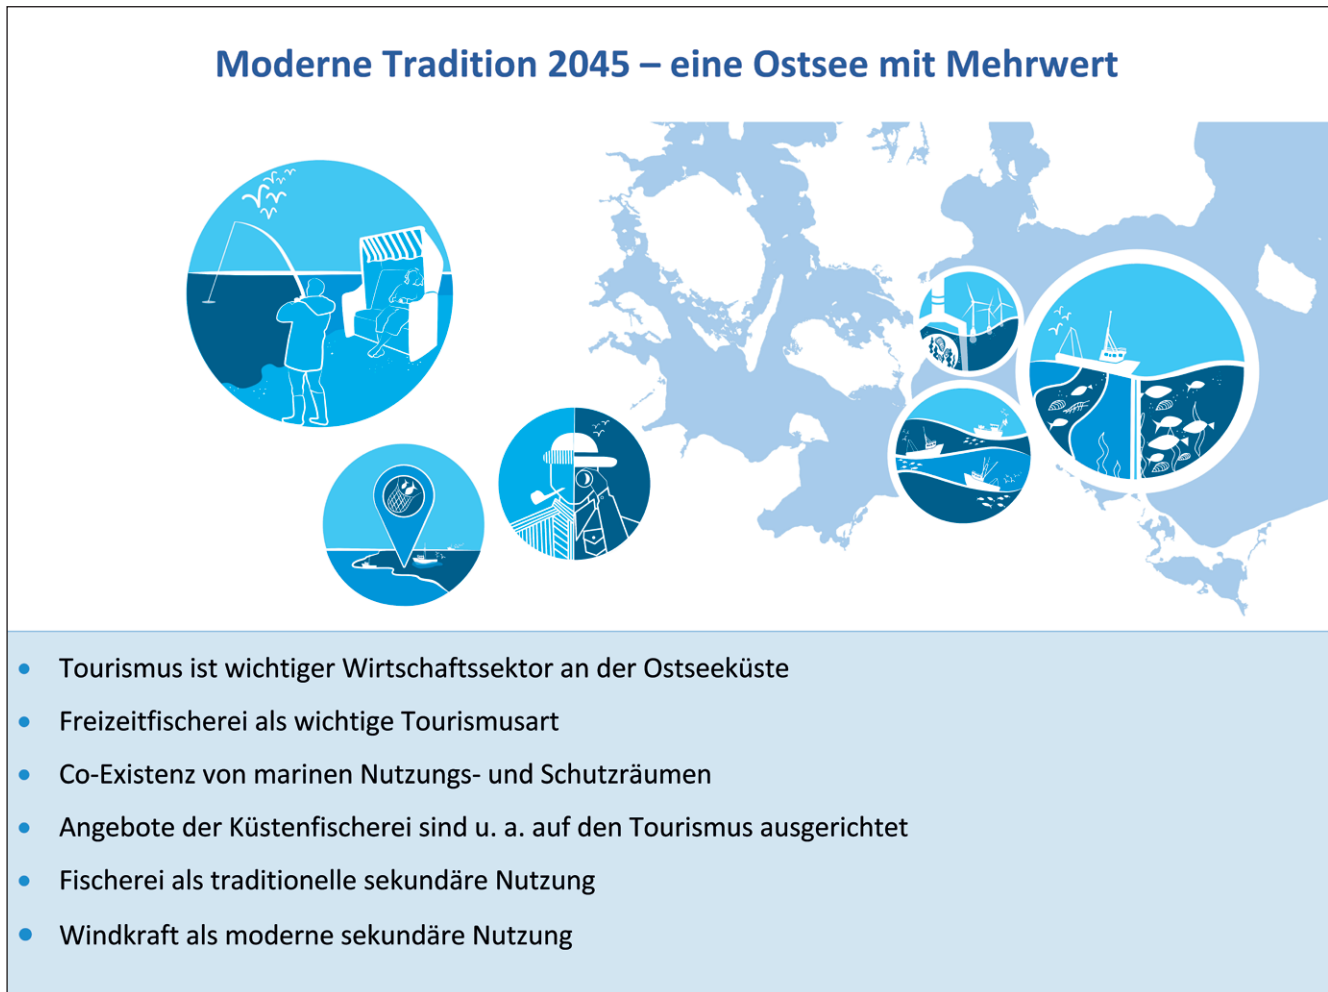 Moderne Tradition 2045 – eine Ostsee mit Mehrwert
• Tourismus ist wichtiger Wirtschaftssektor an der Ostseeküste
• Freizeitfischerei als wichtige Tourismusart
• Co-Existenz von marinen Nutzungs- und Schutzräumen
• Angebote der Küstenfischerei sind u. a. auf den Tourismus ausgerichtet
• Fischerei als traditionelle sekundäre Nutzung
• Windkraft als moderne sekundäre Nutzung